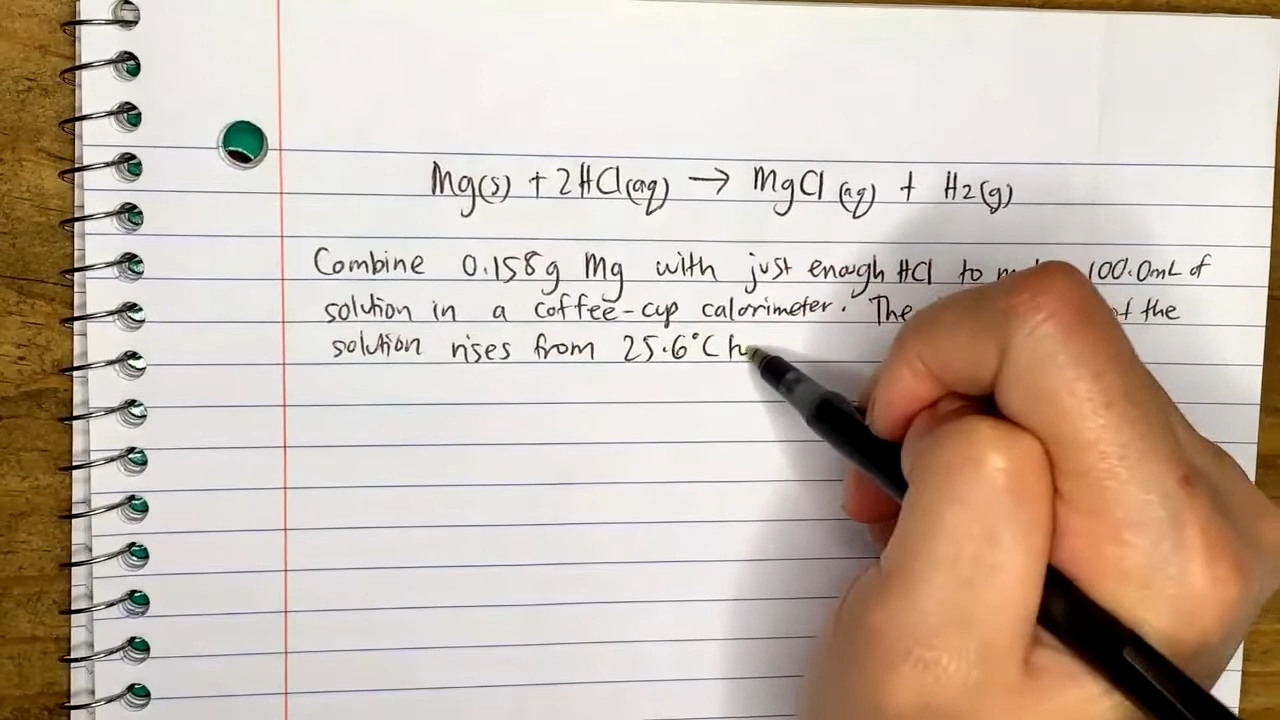 Mg(s) + 2HCl(aq) → MgCl (aq) + H2(g)
Combine 0.158g Mg with just enough HCl to 100.0mL of
solution in a coffee-cup calorimeter. The of the
solution rises from 25.6°C